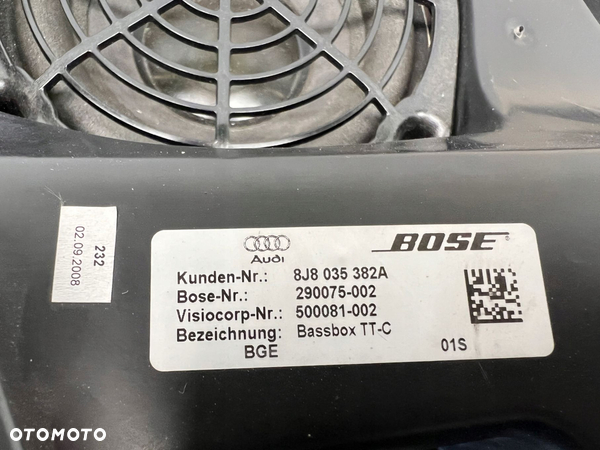 232
02.09.2008
Audi
BOSE
Kunden-Nr.: 8J8 035 382A
Bose-Nr.: 290075-002
Visiocorp-Nr.: 500081-002
Bezeichnung: Bassbox TT-C
BGE 01S
OTOMOTO